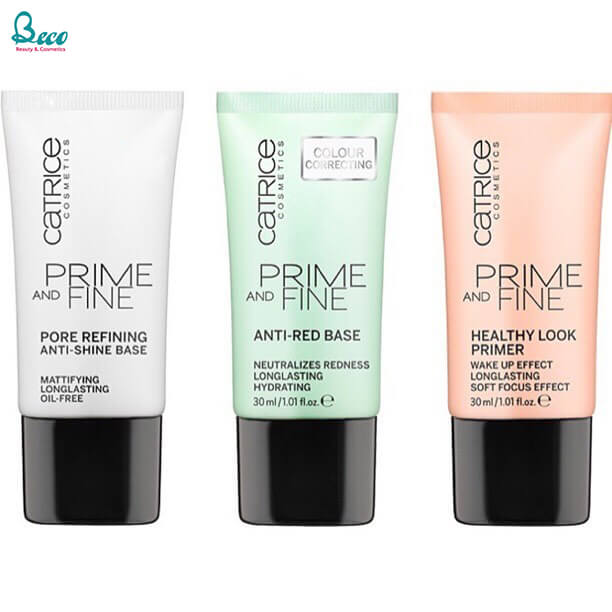 Beco
Beauty & Cosmetics
CATRICE
COSMETICS
PRIME
AND FINE
PORE REFINING
ANTI-SHINE BASE
MATTIFYING
LONGLASTING
OIL-FREE
CATRICE
COSMETICS
COLOUR
CORRECTING
PRIME
AND FINE
ANTI-RED BASE
NEUTRALIZES REDNESS
LONGLASTING
HYDRATING
30 ml/1.01 fl.oz. ℮
CATRICE
COSMETICS
PRIME
AND FINE
HEALTHY LOOK
PRIMER
WAKE UP EFFECT
LONGLASTING
SOFT FOCUS EFFECT
30 ml/1.01 fl.oz. ℮